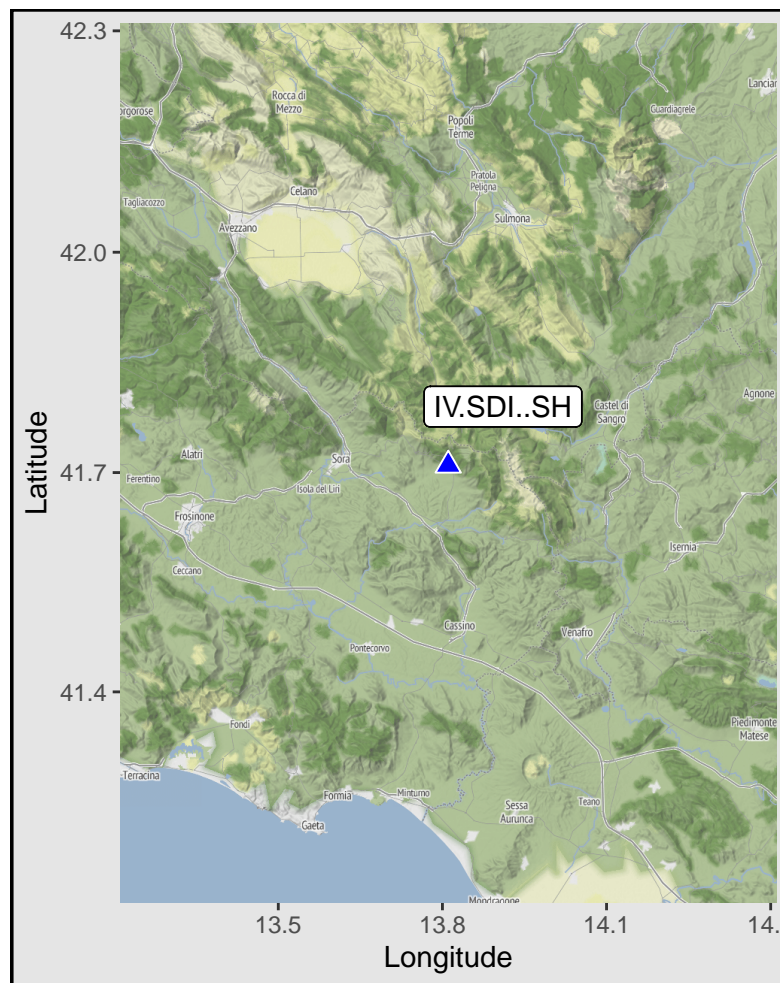 42.3
42.0
41.7
41.4
Latitude
Rocca di
Mezzo
Popoli
Terme
Guardiagrele
Pratola
Peligna
Tagliacozzo
Celano
Avezzano
Sulmona
IV.SDI..SH
Castel di
Sangro
Agnone
Alatri
Sora
Ferentino
Isola del Liri
Frosinone
Isernia
Ceccano
Cassino
Venafro
Pontecorvo
Fondi
Piedimonte
Matese
Terracina
Formia
Minturno
Gaeta
Sessa
Aurunca
Teano
13.5
13.8
14.1
14.
Longitude